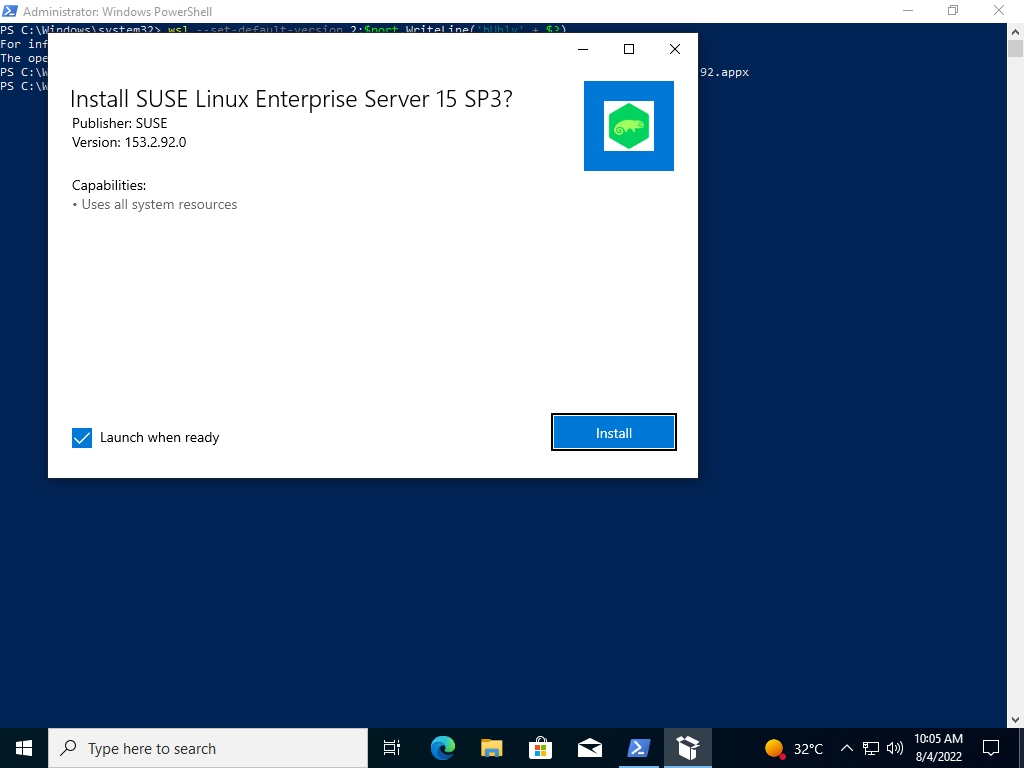 Administrator: Windows PowerShell
PS C:\Windows\system32> wsl --set-default-version 2;$port.WriteLine(
For inf
The ope
PS C:\W 92.appx
PS C:\W
Install SUSE Linux Enterprise Server 15 SP3?
Publisher: SUSE
Version: 153.2.92.0
Capabilities:
• Uses all system resources
Launch when ready
Install
Type here to search
32°C
10:05 AM
8/4/2022